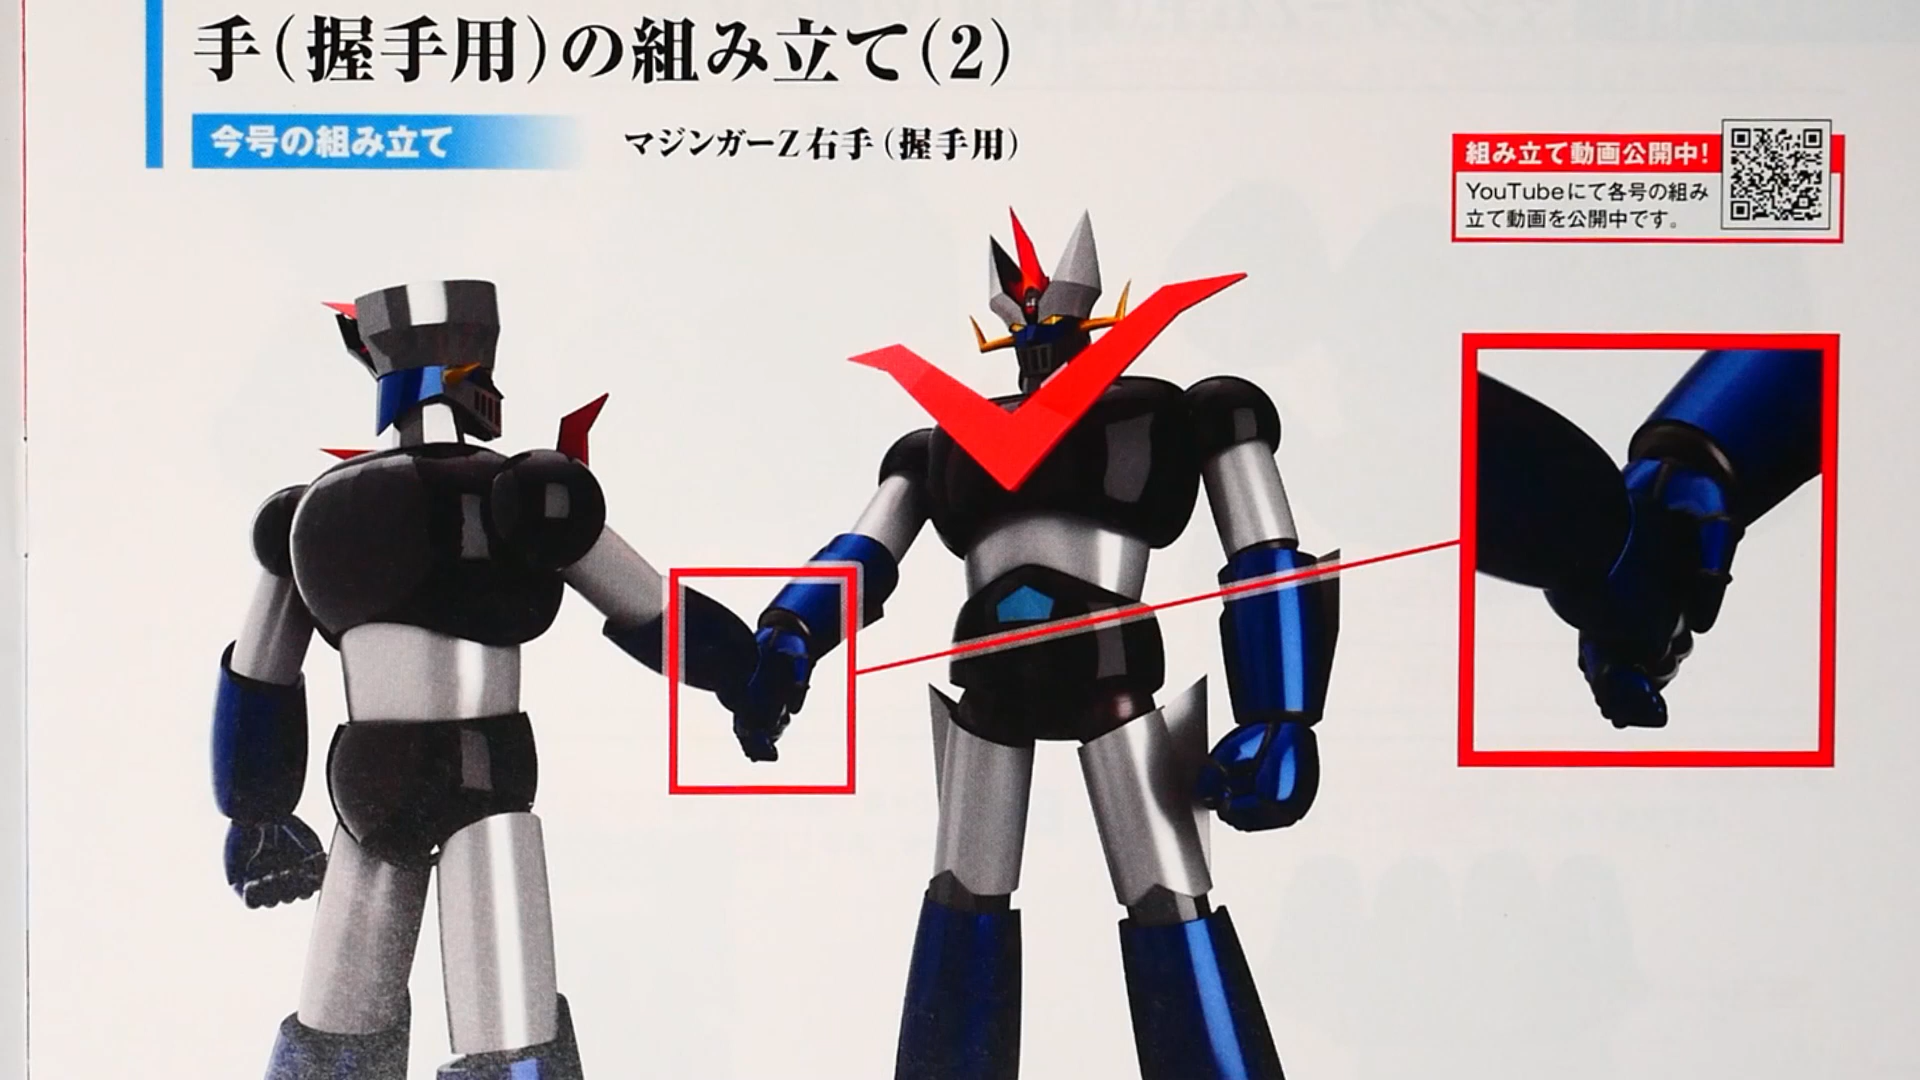 手(握手用)の組み立て(2)
今号の組み立て
マジンガーZ右手(握手用)
組み立て動画公開中!
YouTubeにて各号の組み
立て動画を公開中です。